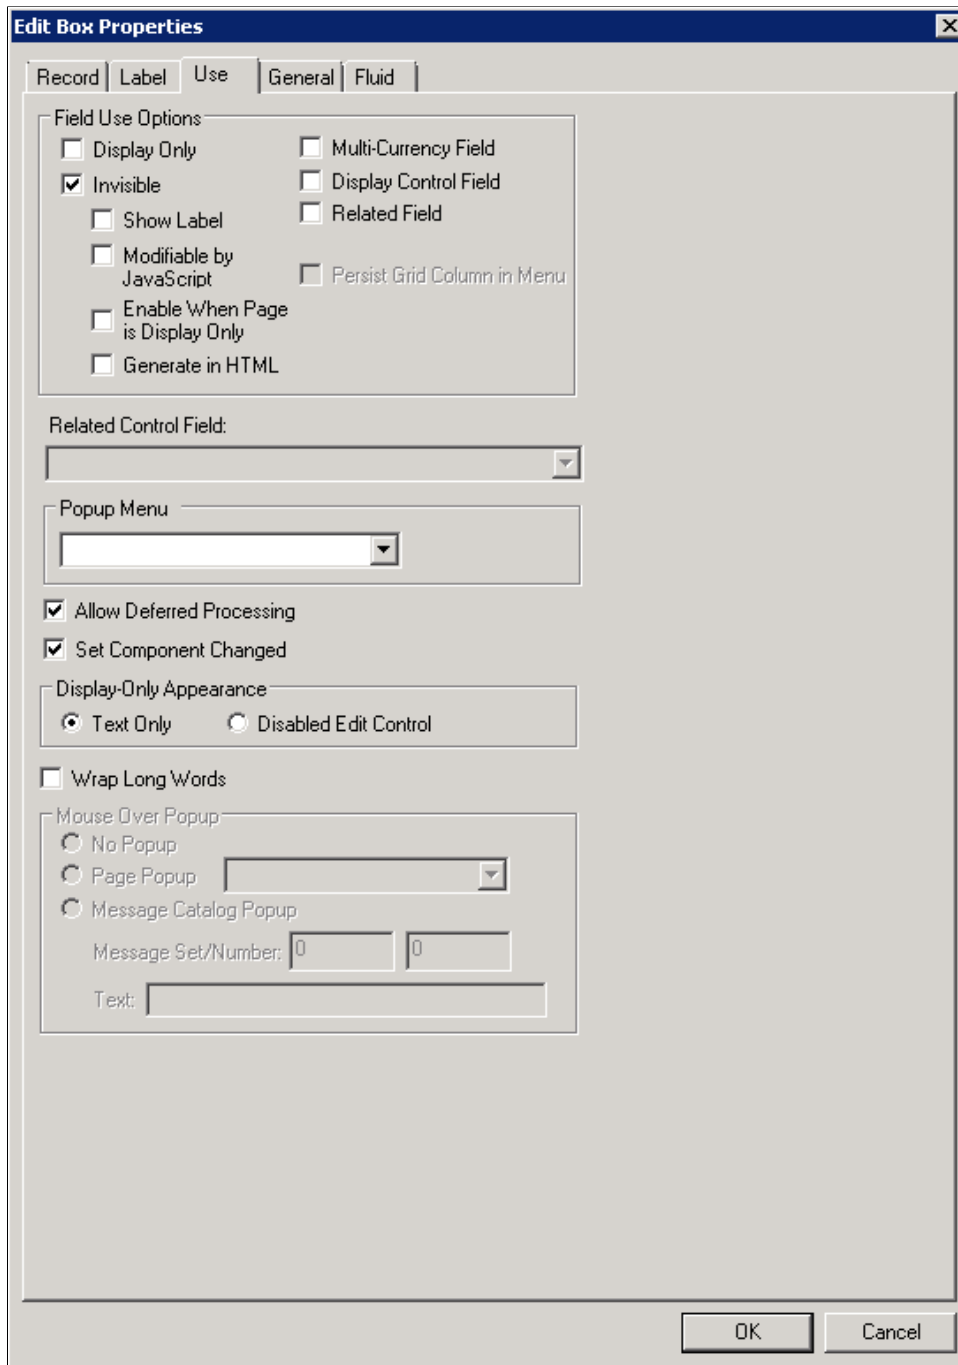 Edit Box Properties
Record Label Use General Fluid
Field Use Options
Display Only
Multi-Currency Field
Invisible
Display Control Field
Show Label
Related Field
Modifiable by
JavaScript
Persist Grid Column in Menu
Enable When Page
is Display Only
Generate in HTML
Related Control Field:
Popup Menu
Allow Deferred Processing
Set Component Changed
Display-Only Appearance
Text Only
Disabled Edit Control
Wrap Long Words
Mouse Over Popup
No Popup
Page Popup
Message Catalog Popup
Message Set/Number: 0 0
Text:
OK Cancel